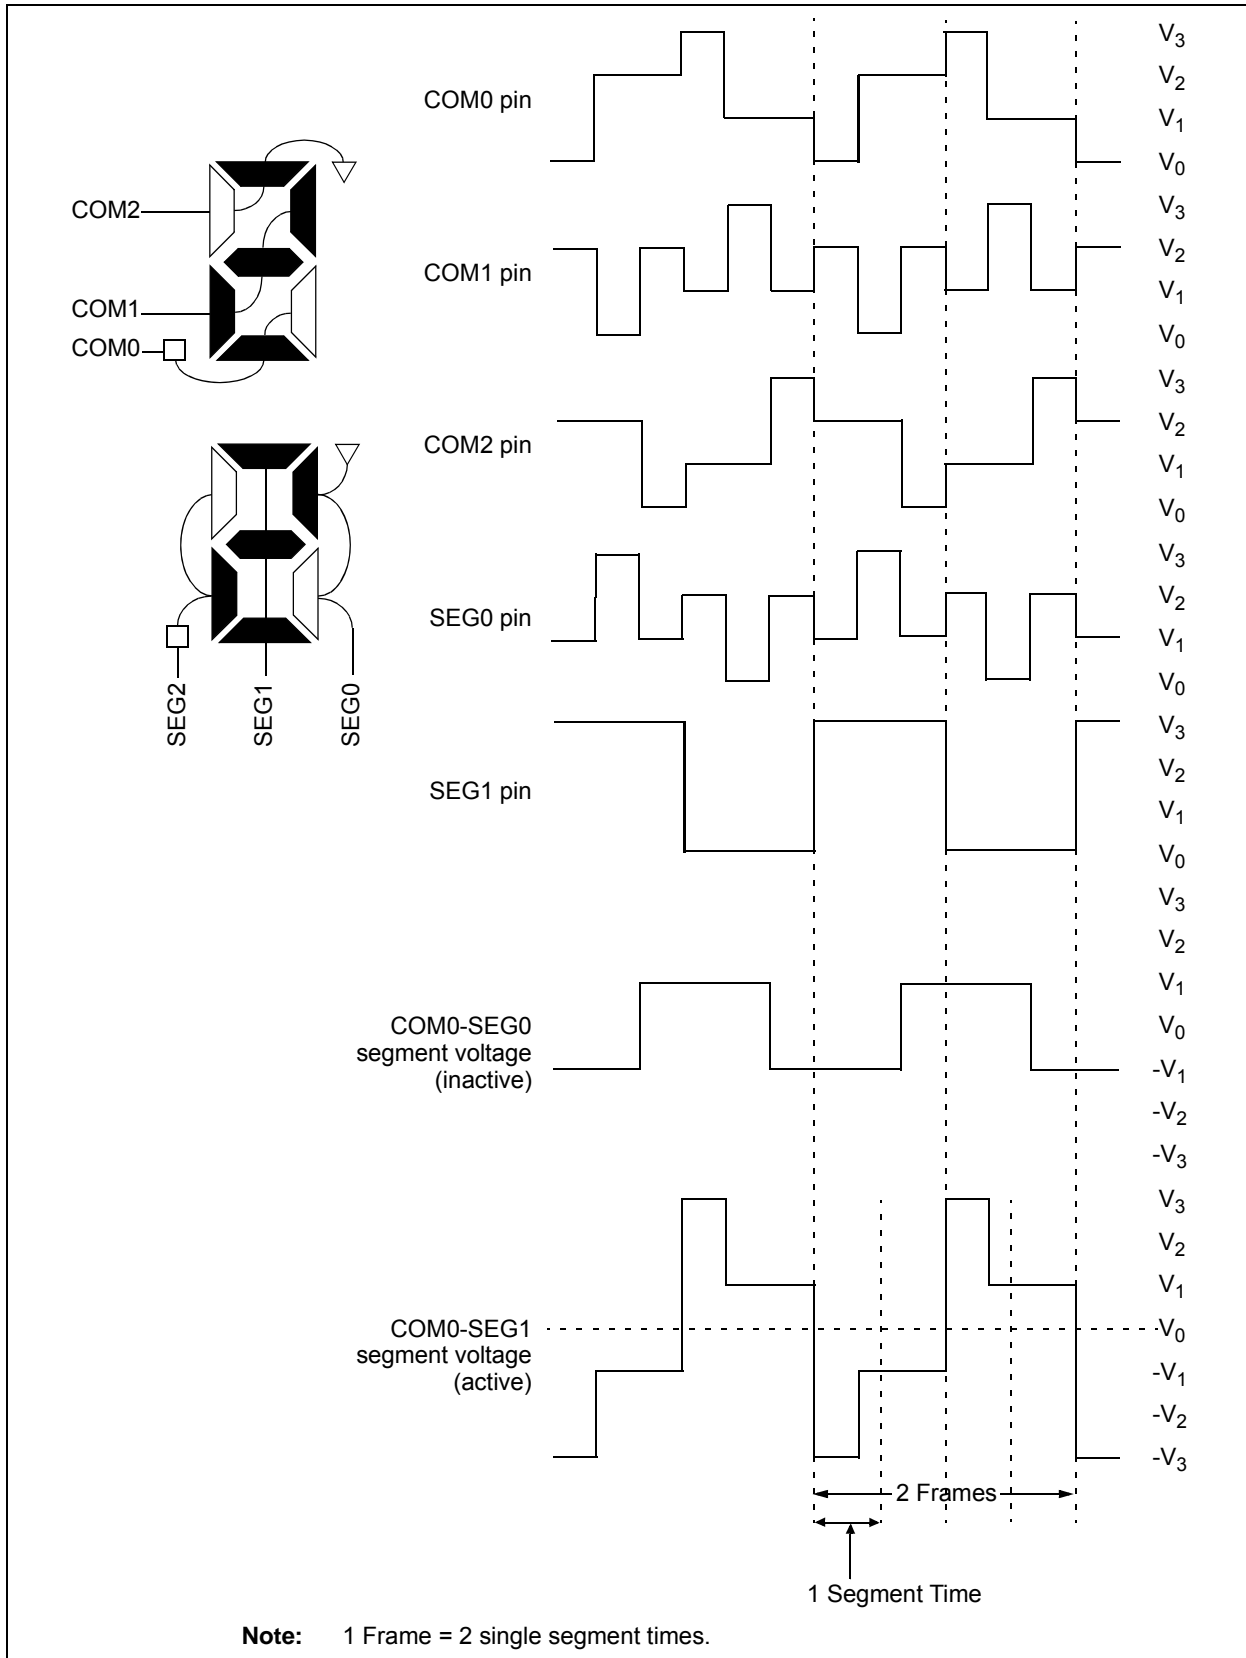 COM0 pin
V3
V2
V1
V0
COM2
COM1
COM0
COM1 pin
V3
V2
V1
V0
COM2 pin
V3
V2
V1
V0
SEG0 pin
V3
V2
V1
V0
SEG2
SEG1
SEG0
SEG1 pin
V3
V2
V1
V0
COM0-SEG0
segment voltage
(inactive)
V3
V2
V1
V0
-V1
-V2
-V3
COM0-SEG1
segment voltage
(active)
V3
V2
V1
V0
-V1
-V2
-V3
2 Frames
1 Segment Time
Note: 1 Frame = 2 single segment times.